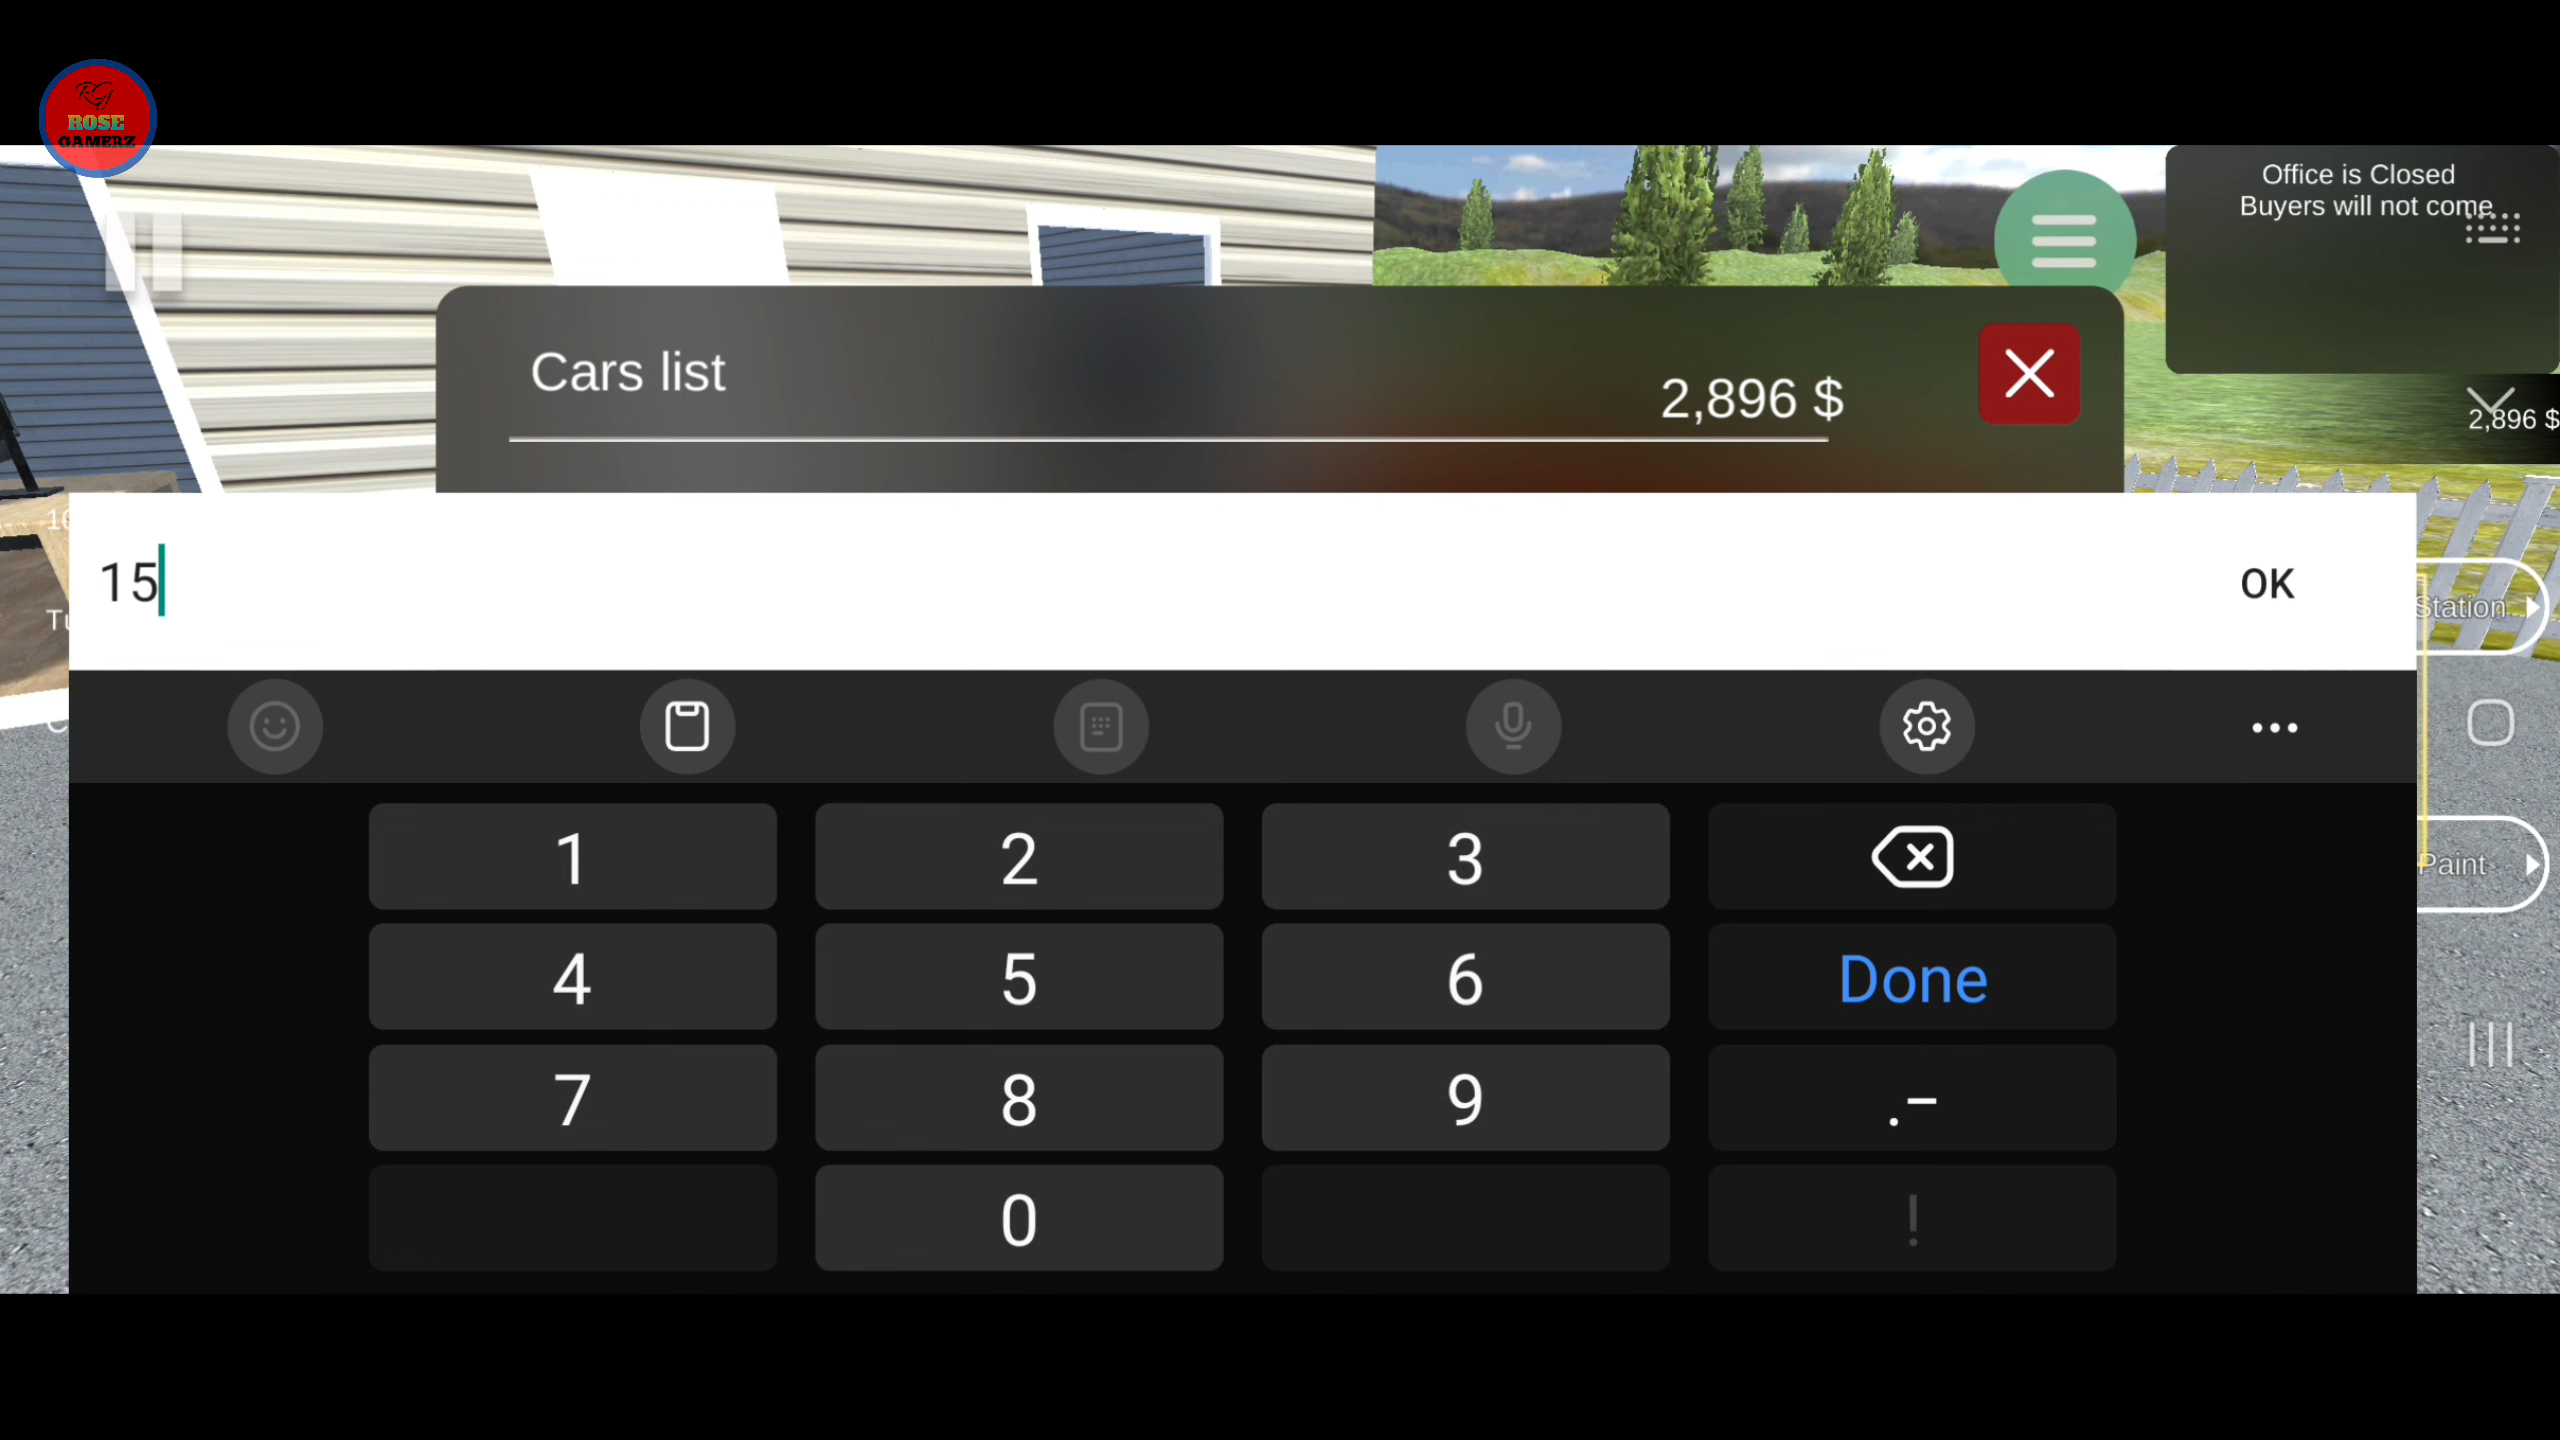 RG
ROSE
GAMERZ
Office is Closed
Buyers will not come
Cars list
2,896 $
2,896 $
15
OK
Station
1 2 3
4 5 6 Done
Paint
7 8 9 .-
0 !